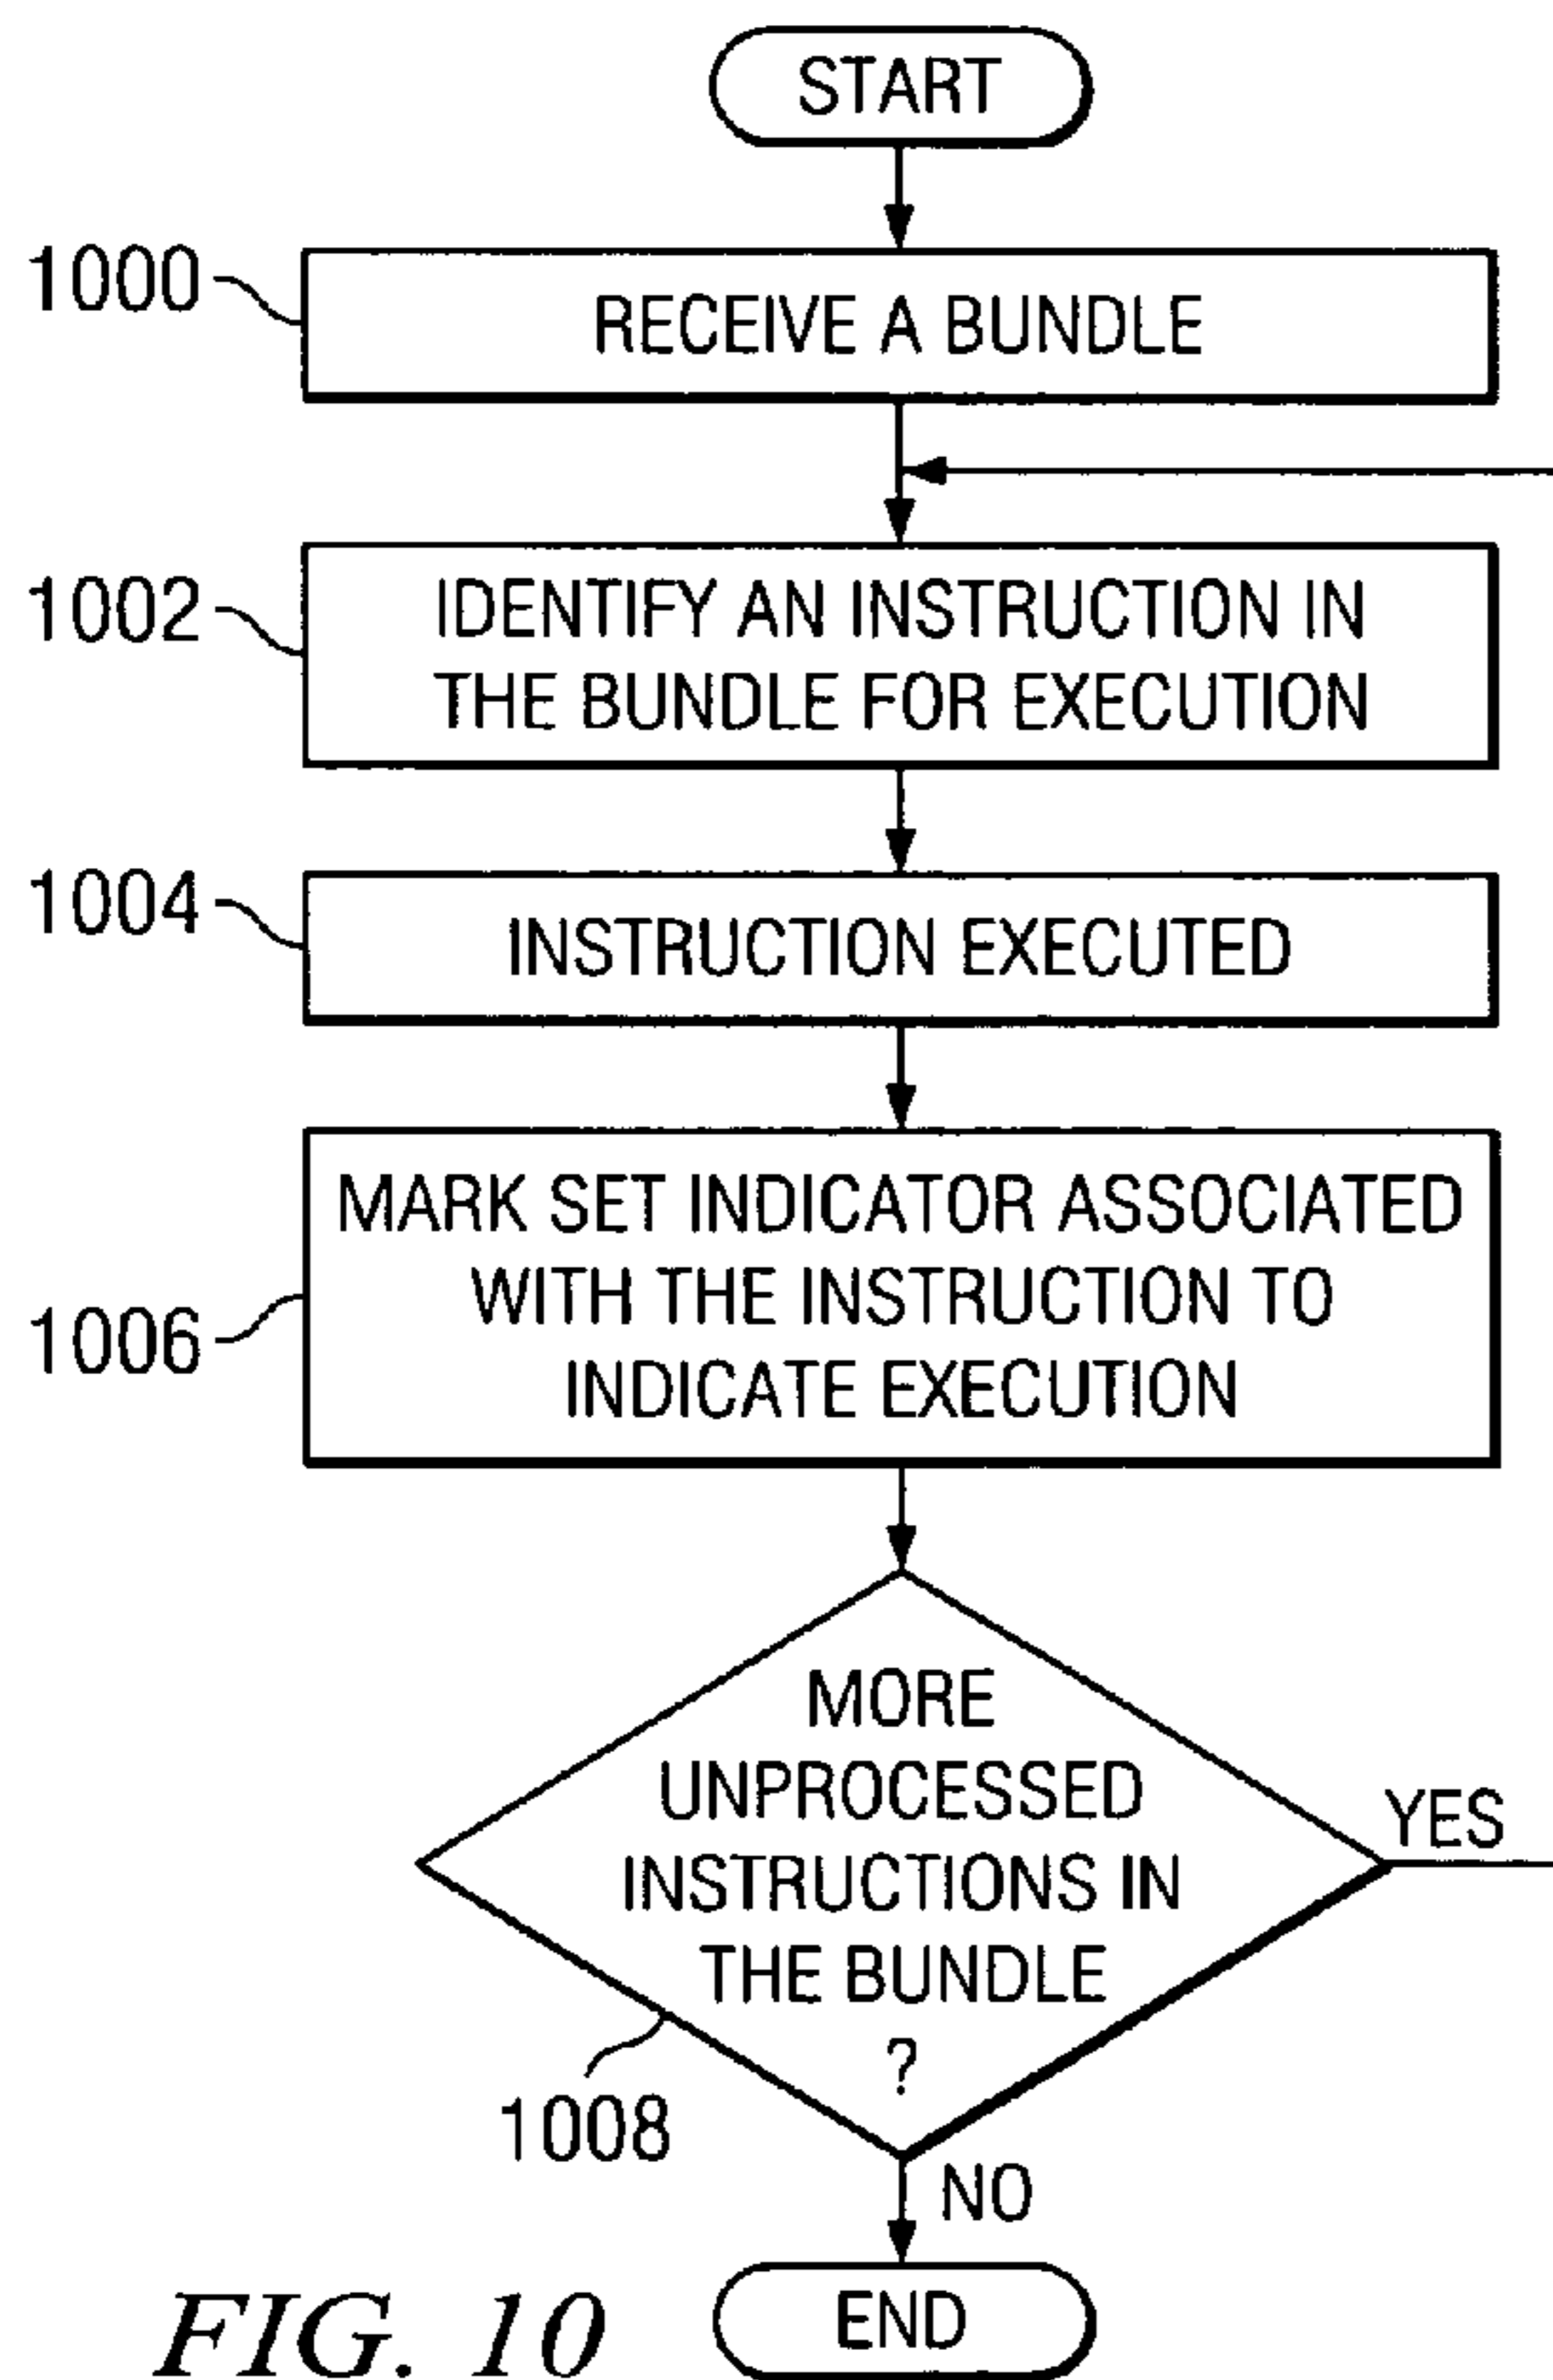 START
1000
RECEIVE A BUNDLE
1002
IDENTIFY AN INSTRUCTION IN
THE BUNDLE FOR EXECUTION
1004
INSTRUCTION EXECUTED
MARK SET INDICATOR ASSOCIATED
WITH THE INSTRUCTION TO
INDICATE EXECUTION
1006
MORE
UNPROCESSED
INSTRUCTIONS IN
THE BUNDLE
?
YES
1008
NO
END
FIG. 10